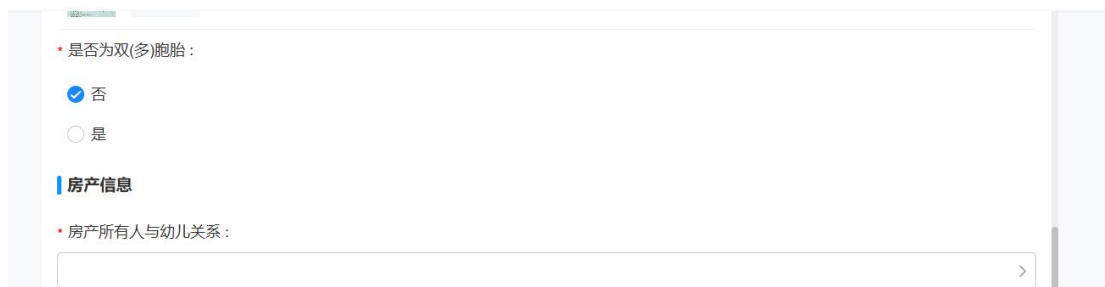 * 是否为双(多)胞胎 :
否
是
房产信息
* 房产所有人与幼儿关系 :